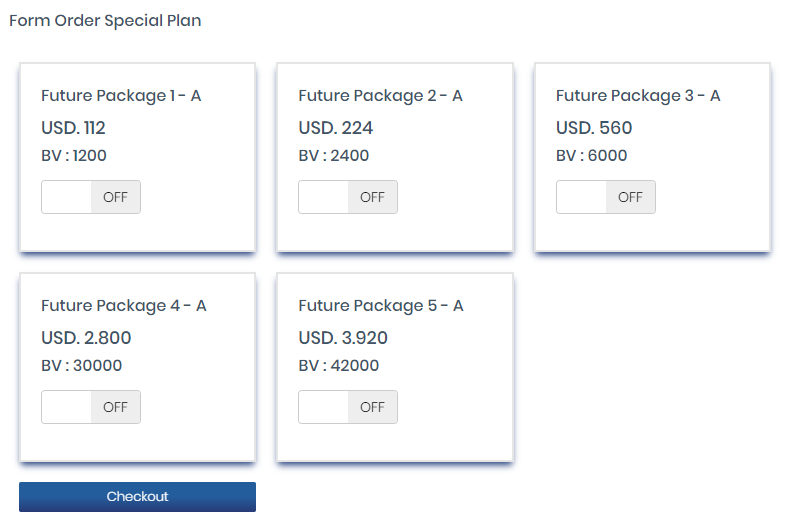 Form Order Special Plan
Future Package 1 - A
USD. 112
BV : 1200
OFF
Future Package 2 - A
USD. 224
BV : 2400
OFF
Future Package 3 - A
USD. 560
BV : 6000
OFF
Future Package 4 - A
USD. 2.800
BV : 30000
OFF
Future Package 5 - A
USD. 3.920
BV : 42000
OFF
Checkout